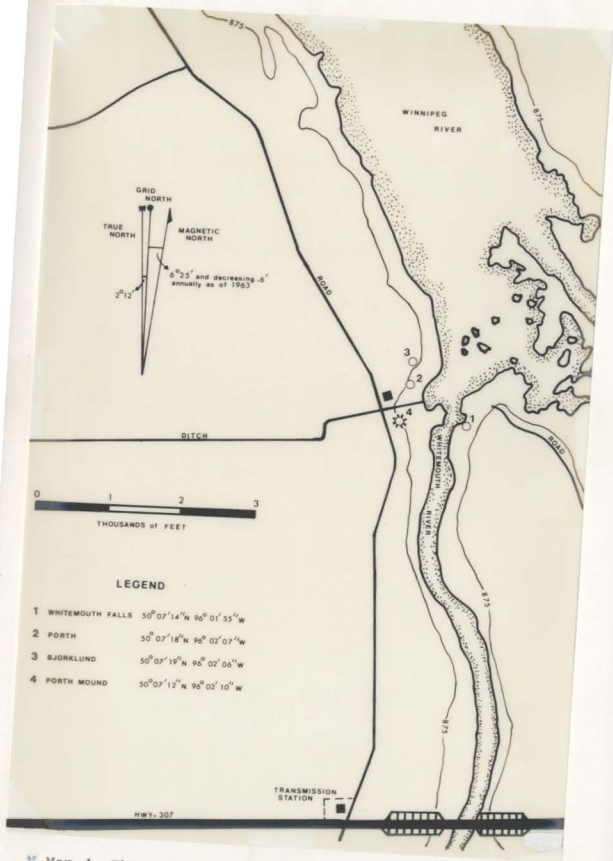 875
WINNIPEG
RIVER
875
GRID
NORTH
TRUE
NORTH
MAGNETIC
NORTH
6°25' and decreasing .6'
annually as of 1963
2°12'
ROAD
3
2
4
1
DITCH
WHITEMOUTH RIVER
ROAD
0 1 2 3
THOUSANDS of FEET
LEGEND
1 WHITEMOUTH FALLS 50°07'14"N 96°01'55"W
2 PORTH 50°07'18"N 96°02'07"W
3 BJORKLUND 50°07'19"N 96°02'06"W
4 PORTH MOUND 50°07'12"N 96°02'10"W
875
875
TRANSMISSION
STATION
HWY. 307